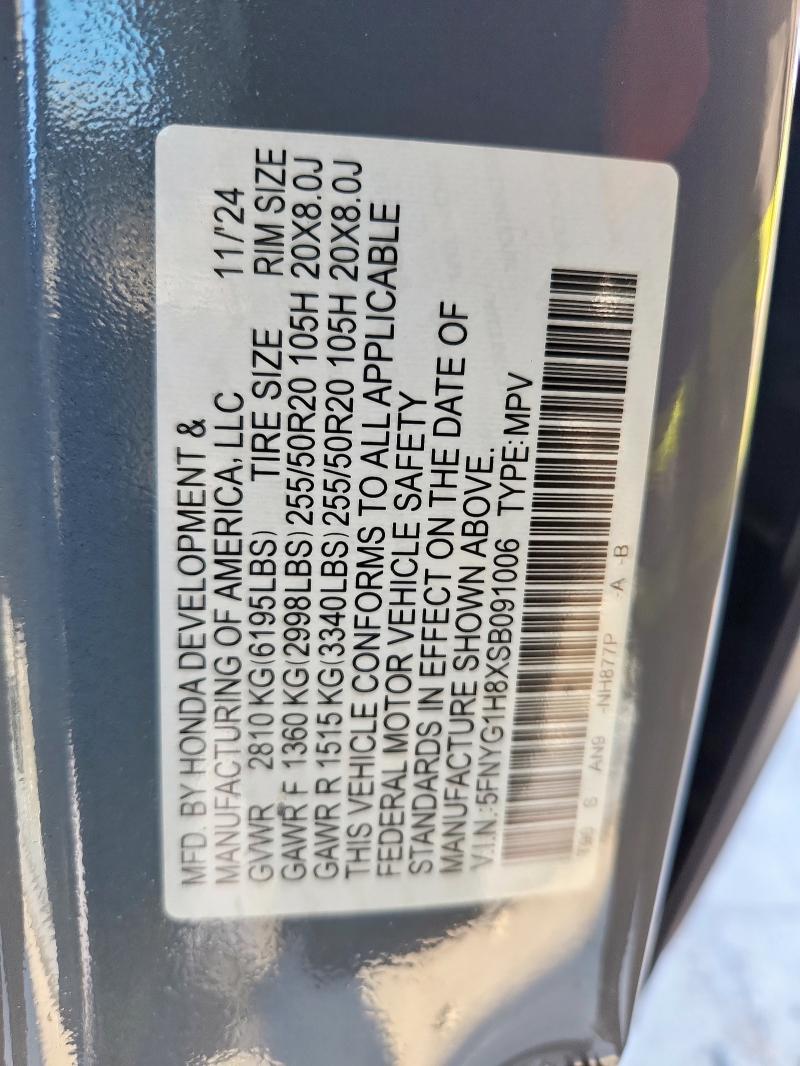 MFD. BY HONDA DEVELOPMENT &
MANUFACTURING OF AMERICA, LLC 11/'24
GVWR 2810 KG(6195LBS) TIRE SIZE RIM SIZE
GAWR F 1360 KG(2998LBS) 255/50R20 105H 20X8.0J
GAWR R 1515 KG(3340LBS) 255/50R20 105H 20X8.0J
THIS VEHICLE CONFORMS TO ALL APPLICABLE
FEDERAL MOTOR VEHICLE SAFETY
STANDARDS IN EFFECT ON THE DATE OF
MANUFACTURE SHOWN ABOVE.
V.I.N.:5FNYG1H8XSB091006 TYPE: MPV
T90 S AN9 -NH877P -A -B